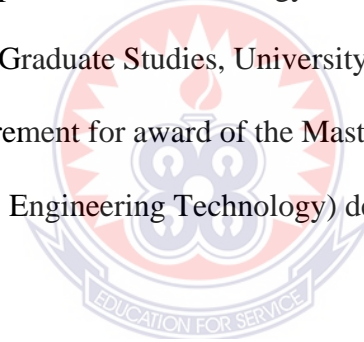 Graduate Studies, University
rement for award of the Mast
Engineering Technology) de
EDUCATION FOR SERVICE